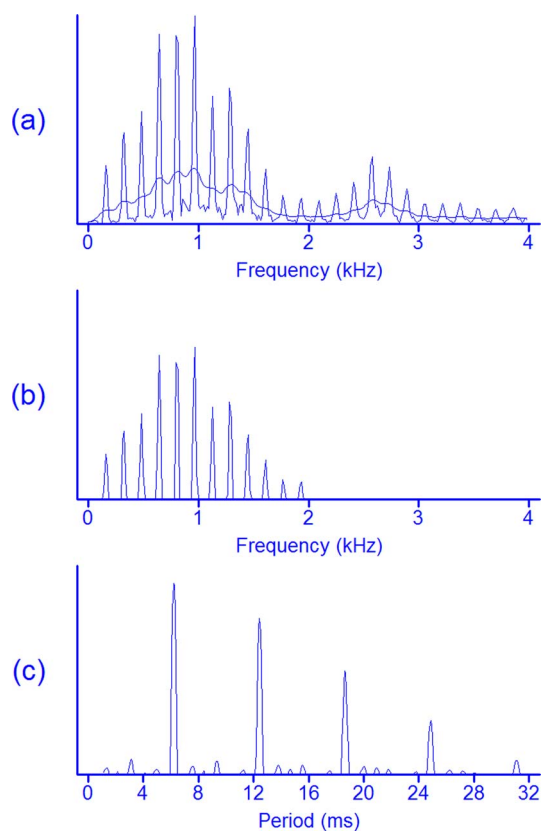 (a)
0 1 2 3 4
Frequency (kHz)
(b)
0 1 2 3 4
Frequency (kHz)
(c)
0 4 8 12 16 20 24 28 32
Period (ms)